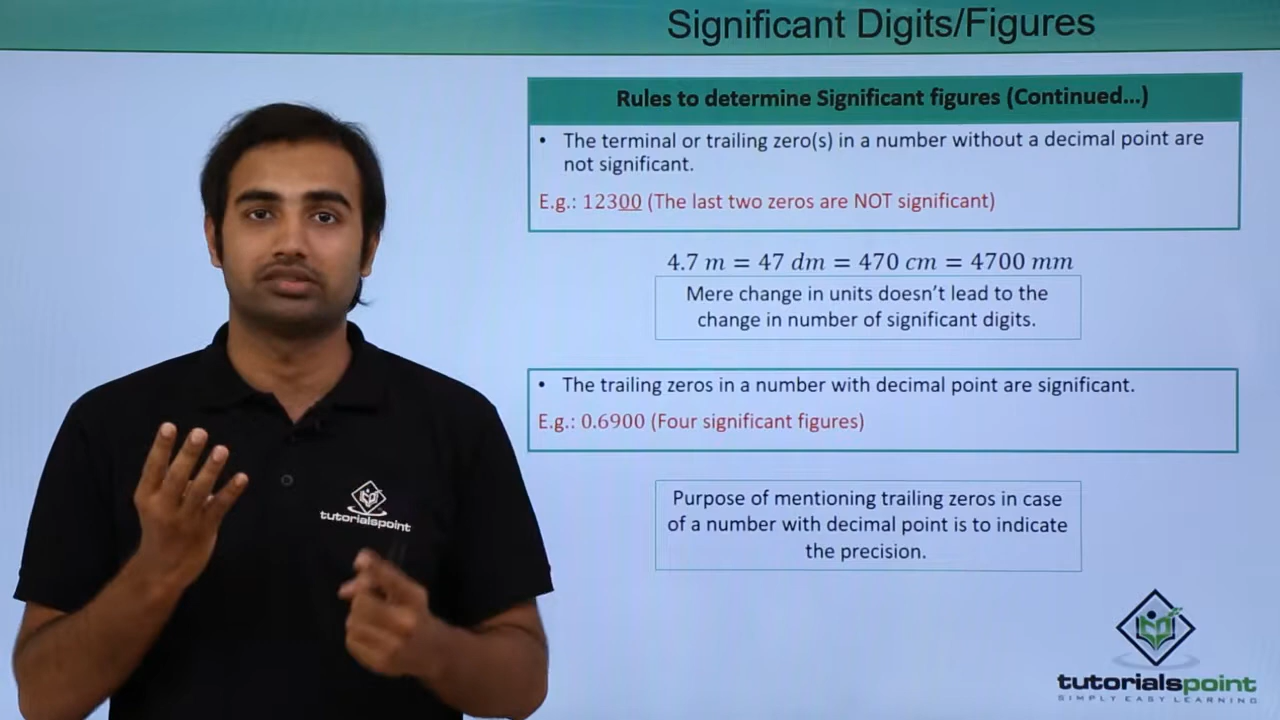 Significant Digits/Figures
Rules to determine Significant figures (Continued...)
• The terminal or trailing zero(s) in a number without a decimal point are
not significant.
E.g.: 12300 (The last two zeros are NOT significant)
4.7 m = 47 dm = 470 cm = 4700 mm
Mere change in units doesn't lead to the
change in number of significant digits.
• The trailing zeros in a number with decimal point are significant.
E.g.: 0.6900 (Four significant figures)
Purpose of mentioning trailing zeros in case
of a number with decimal point is to indicate
the precision.
tutorialspoint
tutorialspoint
SIMPLY EASY LEARNING